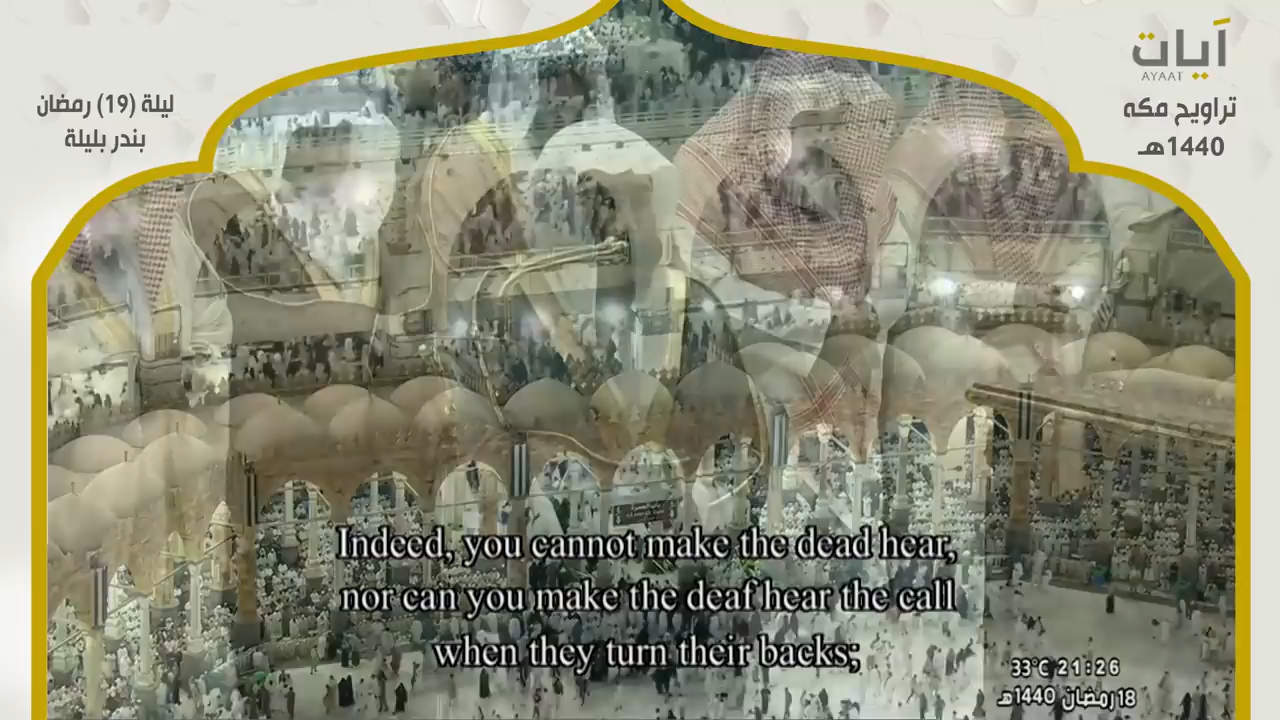 آيات
AYAAT
تراويح مكه
1440هـ
ليلة (19) رمضان
بندر بليلة
Indeed, you cannot make the dead hear,
nor can you make the deaf hear the call
when they turn their backs;
33°C 21:26
18 رمضان 1440هـ